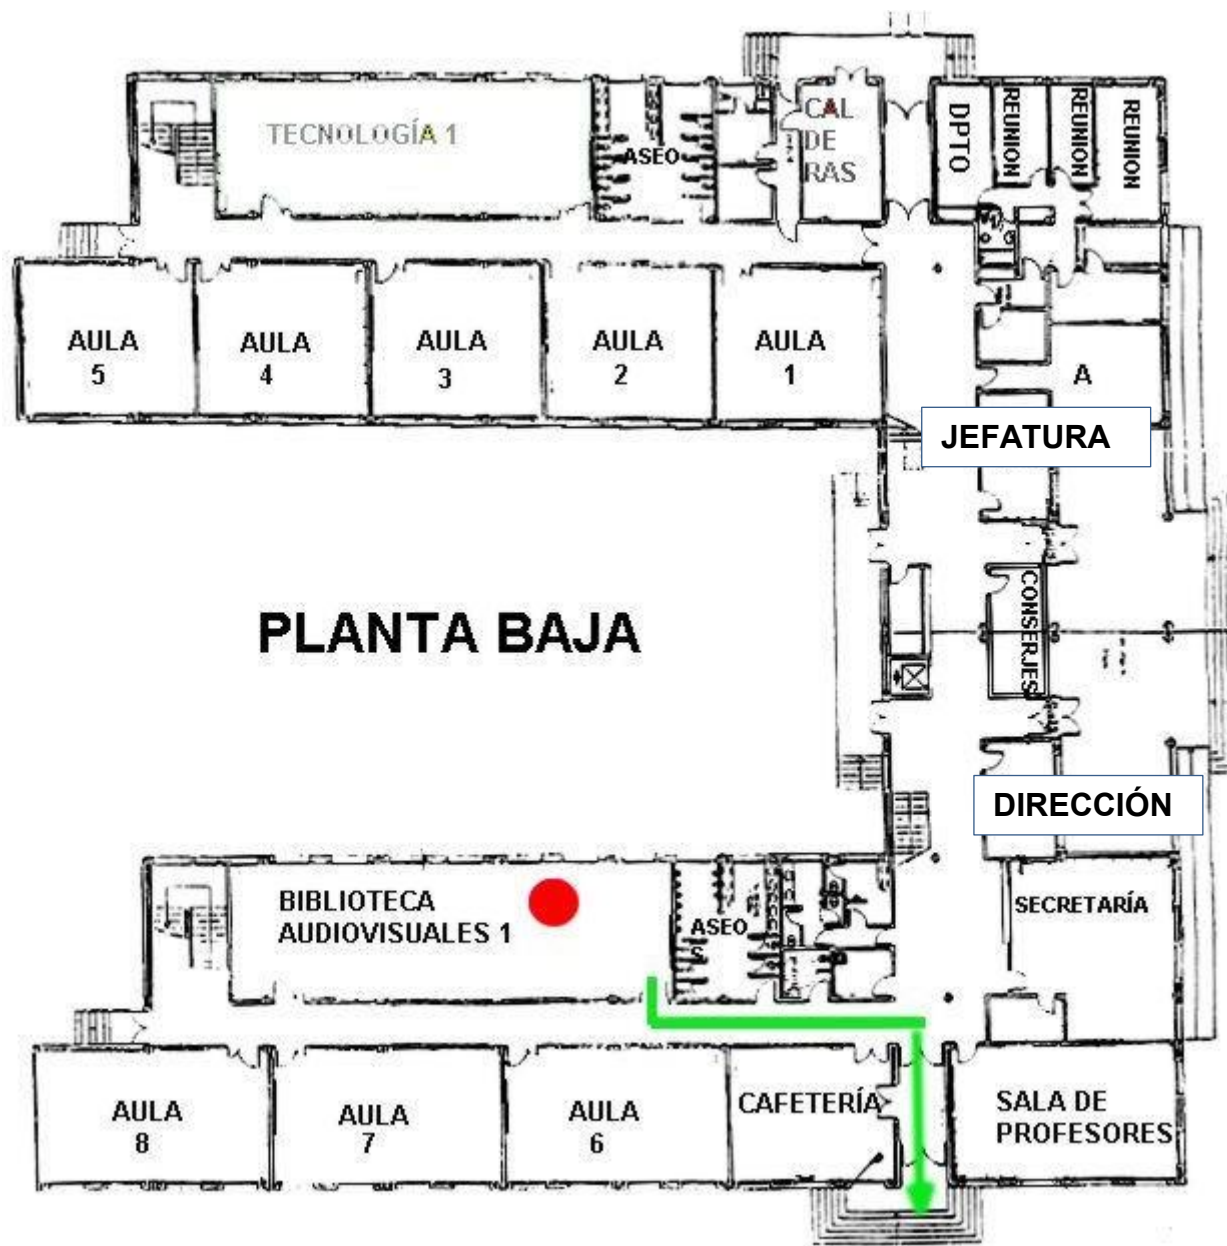 TECNOLOGÍA 1
ASEO
CAL
DE
RAS
DPTO
REUNION
REUNION
REUNION
AULA
5
AULA
4
AULA
3
AULA
2
AULA
1
A
JEFATURA
PLANTA BAJA
CONSERJES
DIRECCIÓN
BIBLIOTECA
AUDIOVISUALES 1
ASEO
SECRETARÍA
AULA
8
AULA
7
AULA
6
CAFETERÍA
SALA DE
PROFESORES